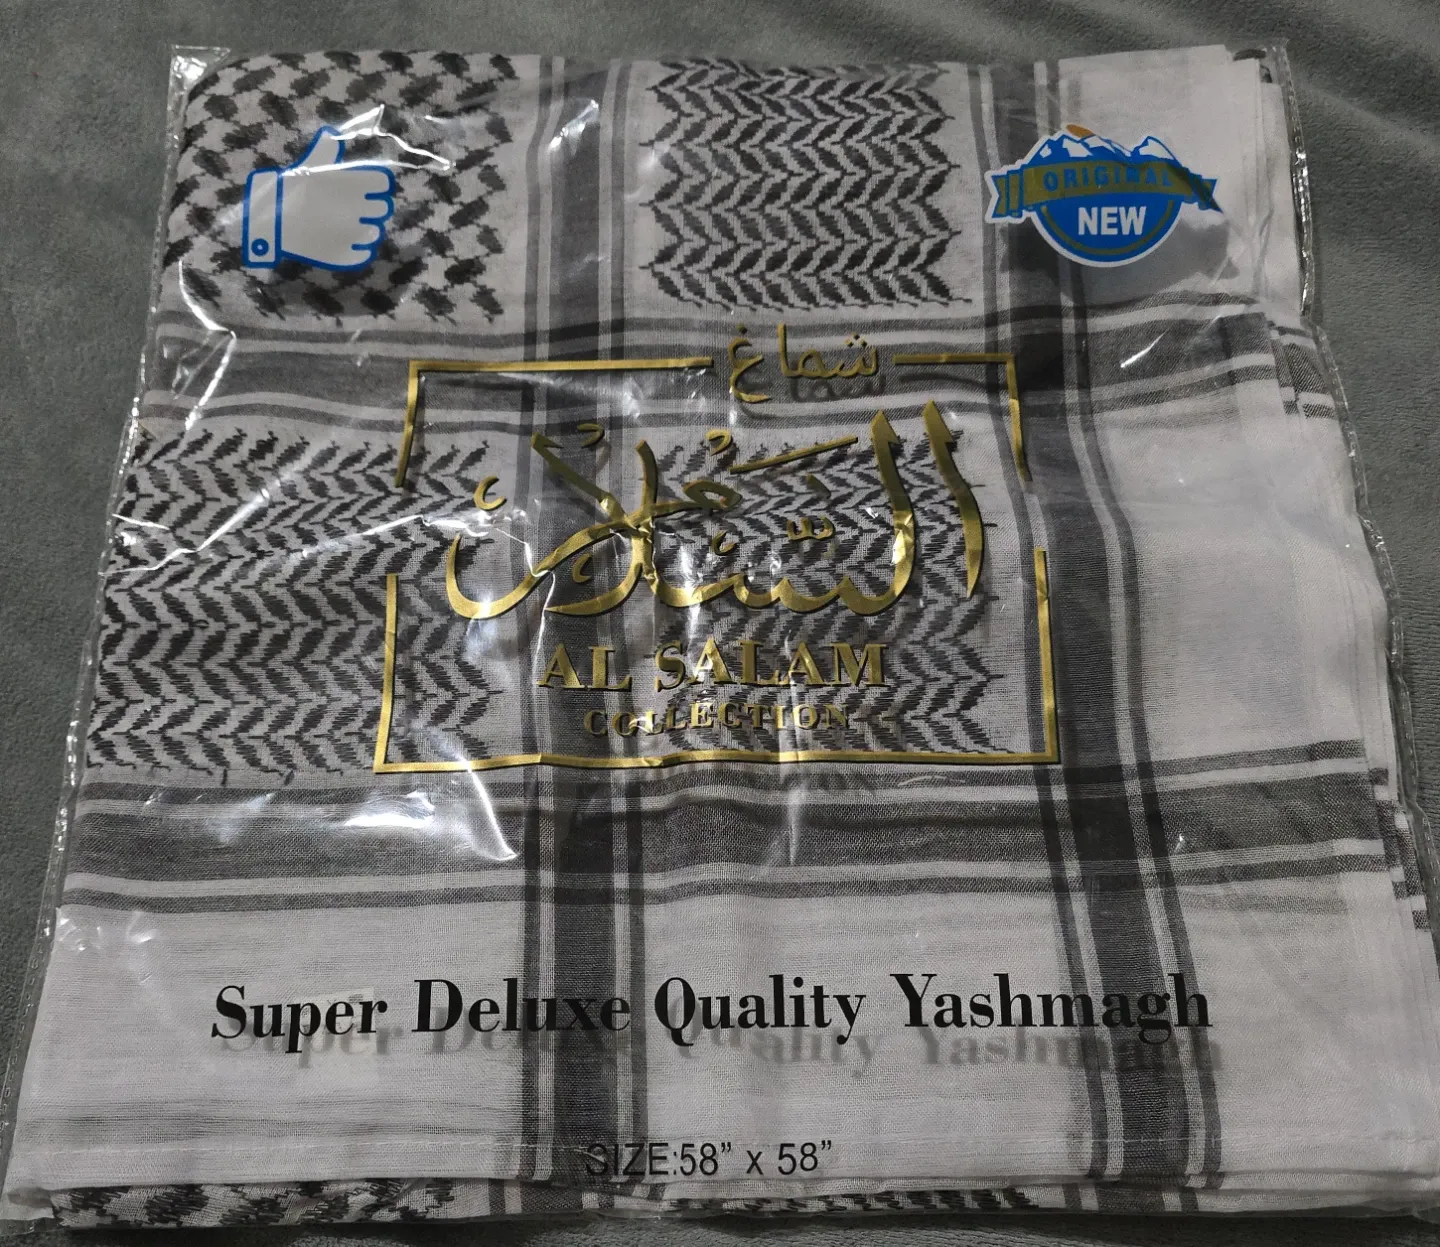 ORIGINAL
NEW
شماغ
السلام
AL SALAM
COLLECTION
Super Deluxe Quality Yashmagh
SIZE:58” x 58”